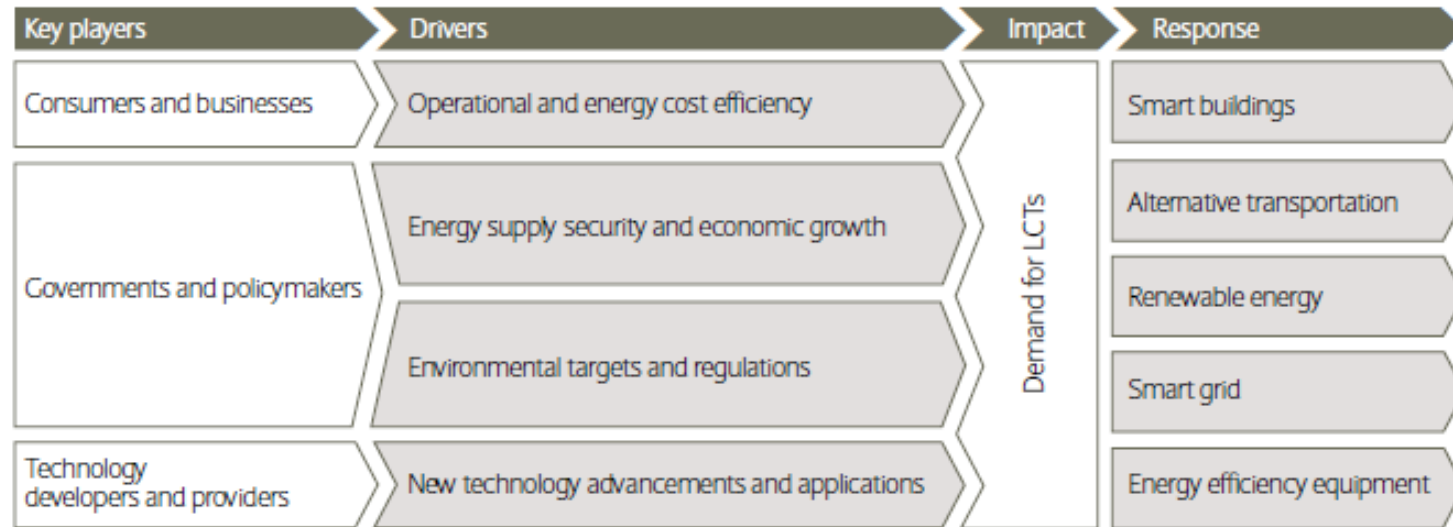 Key players
Drivers
Impact
Response
Consumers and businesses
Operational and energy cost efficiency
Governments and policymakers
Energy supply security and economic growth
Environmental targets and regulations
Technology
developers and providers
New technology advancements and applications
Demand for LCTs
Smart buildings
Alternative transportation
Renewable energy
Smart grid
Energy efficiency equipment